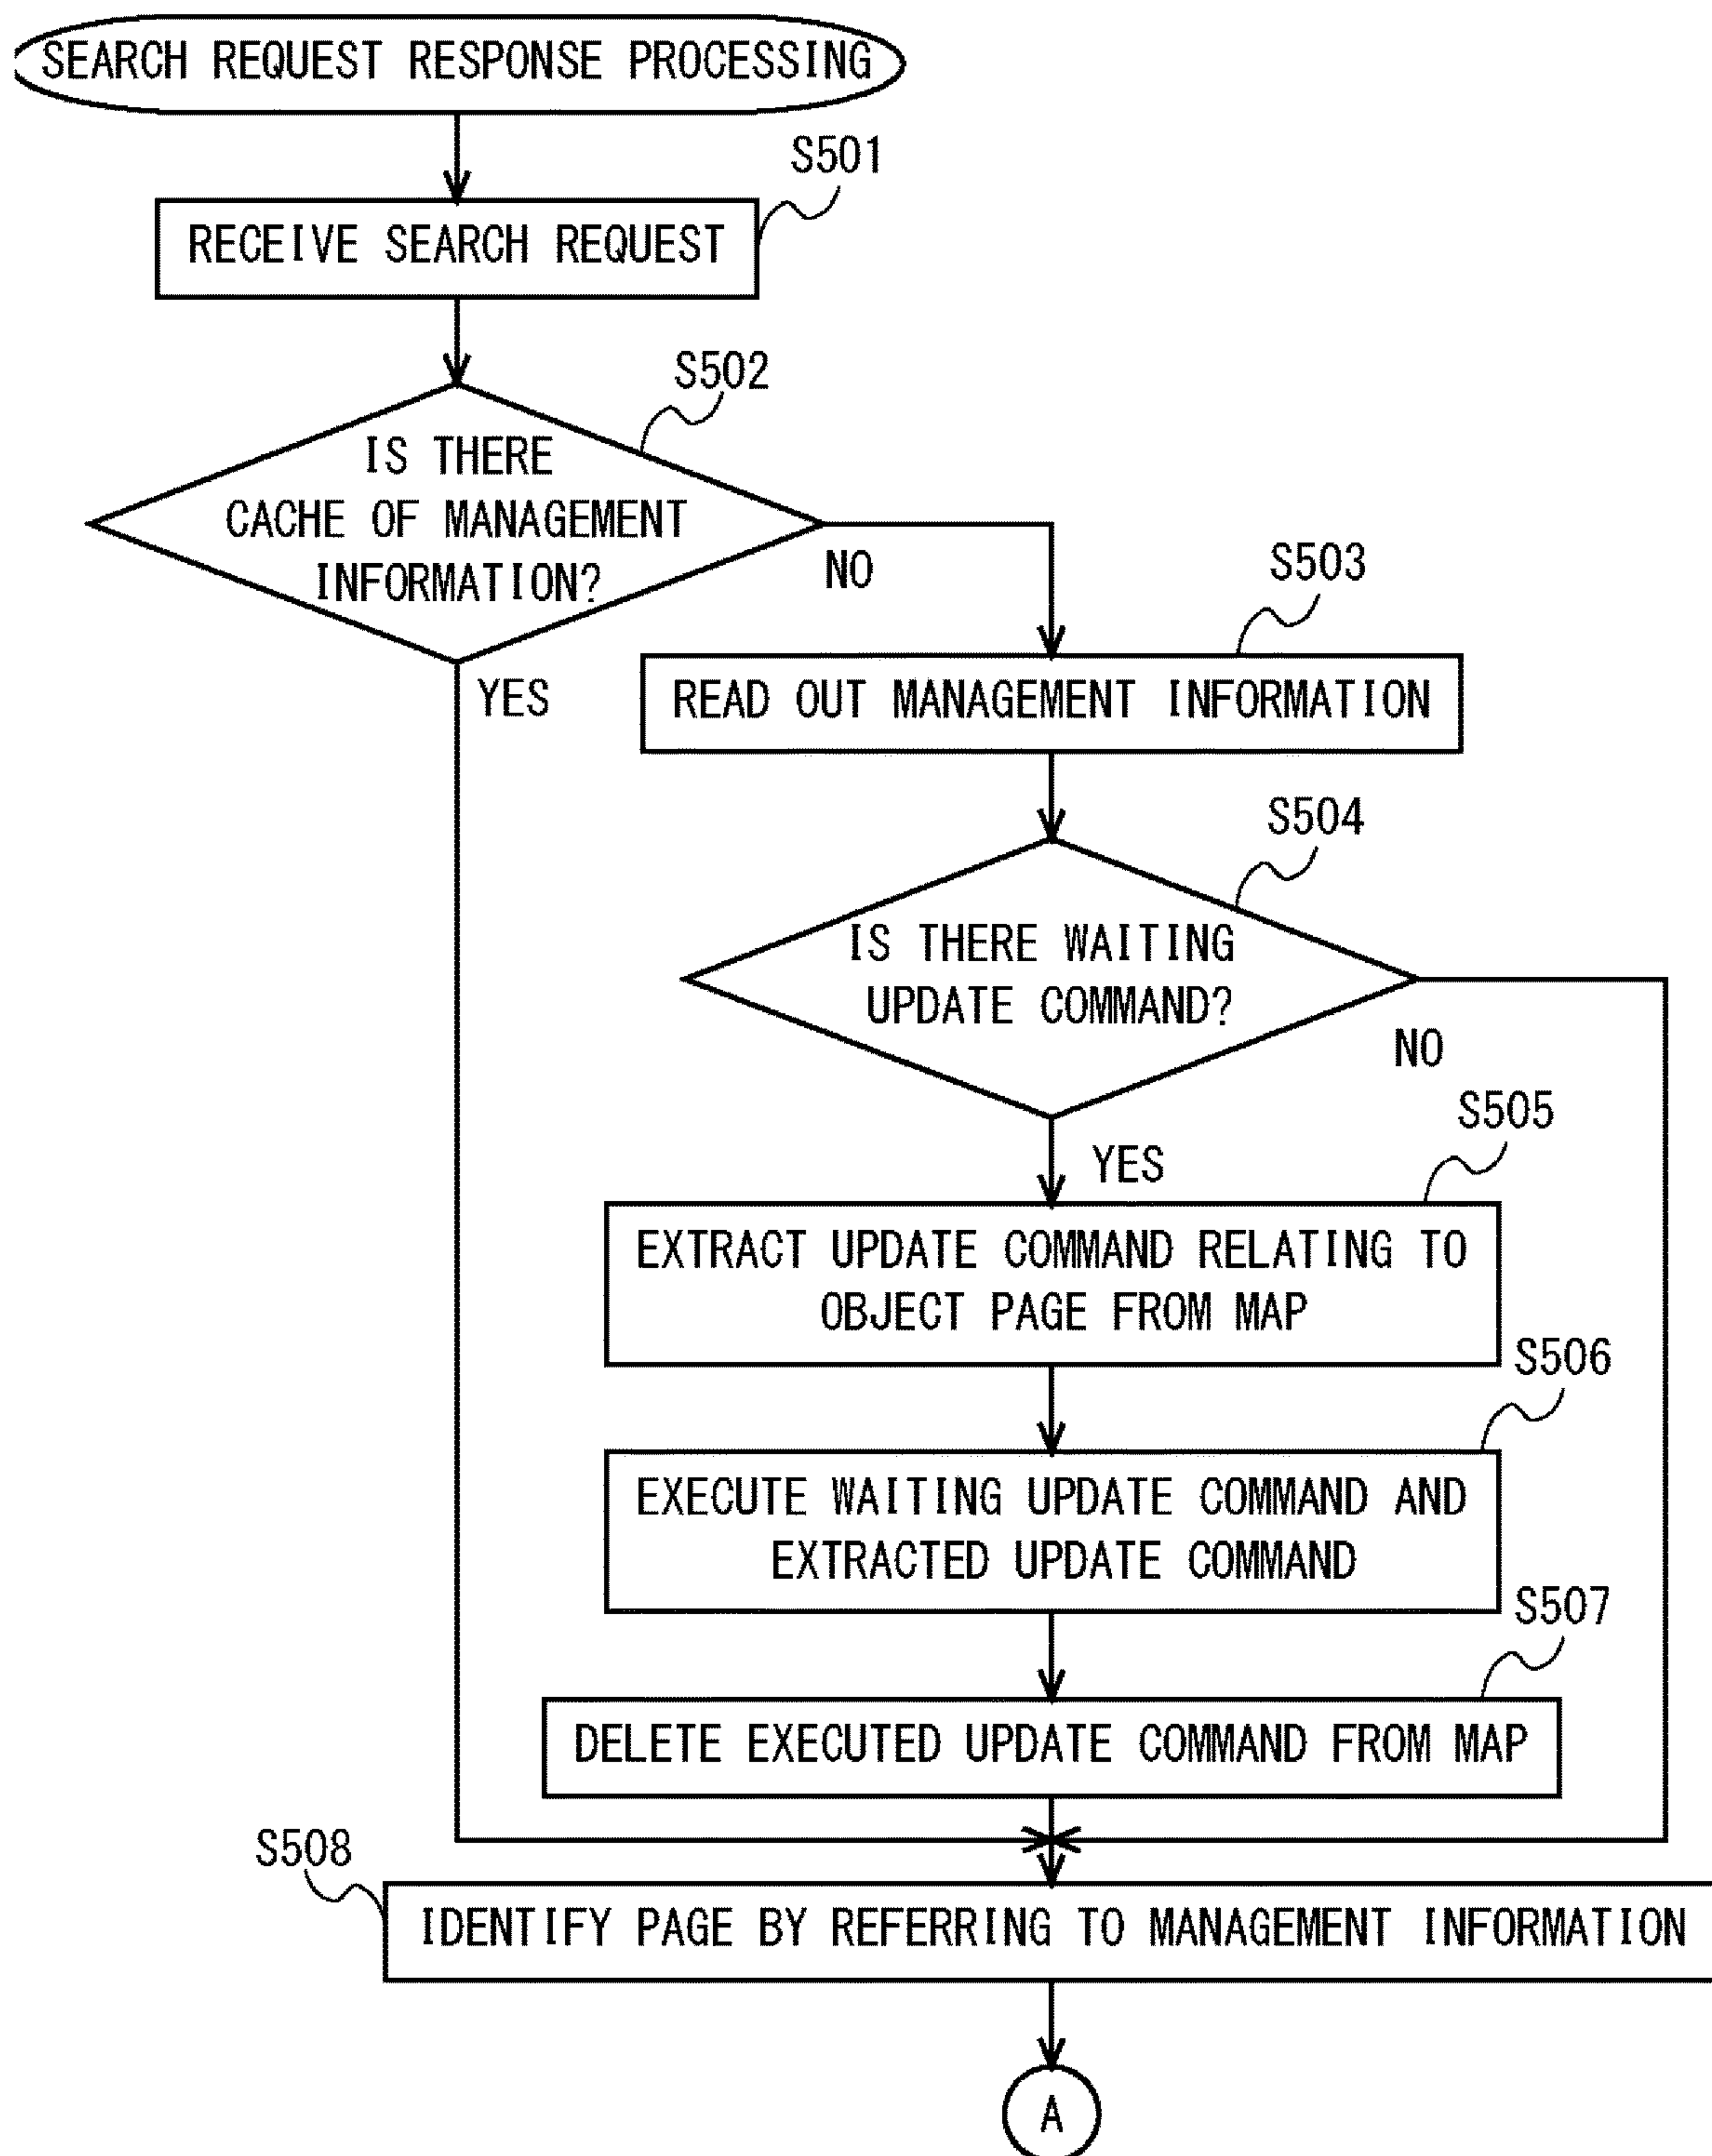 SEARCH REQUEST RESPONSE PROCESSING
S501
RECEIVE SEARCH REQUEST
S502
IS THERE
CACHE OF MANAGEMENT
INFORMATION?
NO
YES
S503
READ OUT MANAGEMENT INFORMATION
S504
IS THERE WAITING
UPDATE COMMAND?
NO
YES
S505
EXTRACT UPDATE COMMAND RELATING TO
OBJECT PAGE FROM MAP
S506
EXECUTE WAITING UPDATE COMMAND AND
EXTRACTED UPDATE COMMAND
S507
DELETE EXECUTED UPDATE COMMAND FROM MAP
S508
IDENTIFY PAGE BY REFERRING TO MANAGEMENT INFORMATION
A